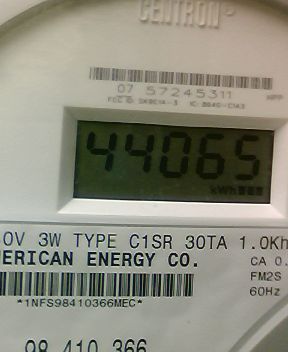 CENTRON
07 57245311
44065
kWh
0V 3W TYPE C1SR 30TA 1.0Kh
ERICAN ENERGY CO. CA 0.
FM2S
*1NFS98410366MEC* 60Hz
98 410 366